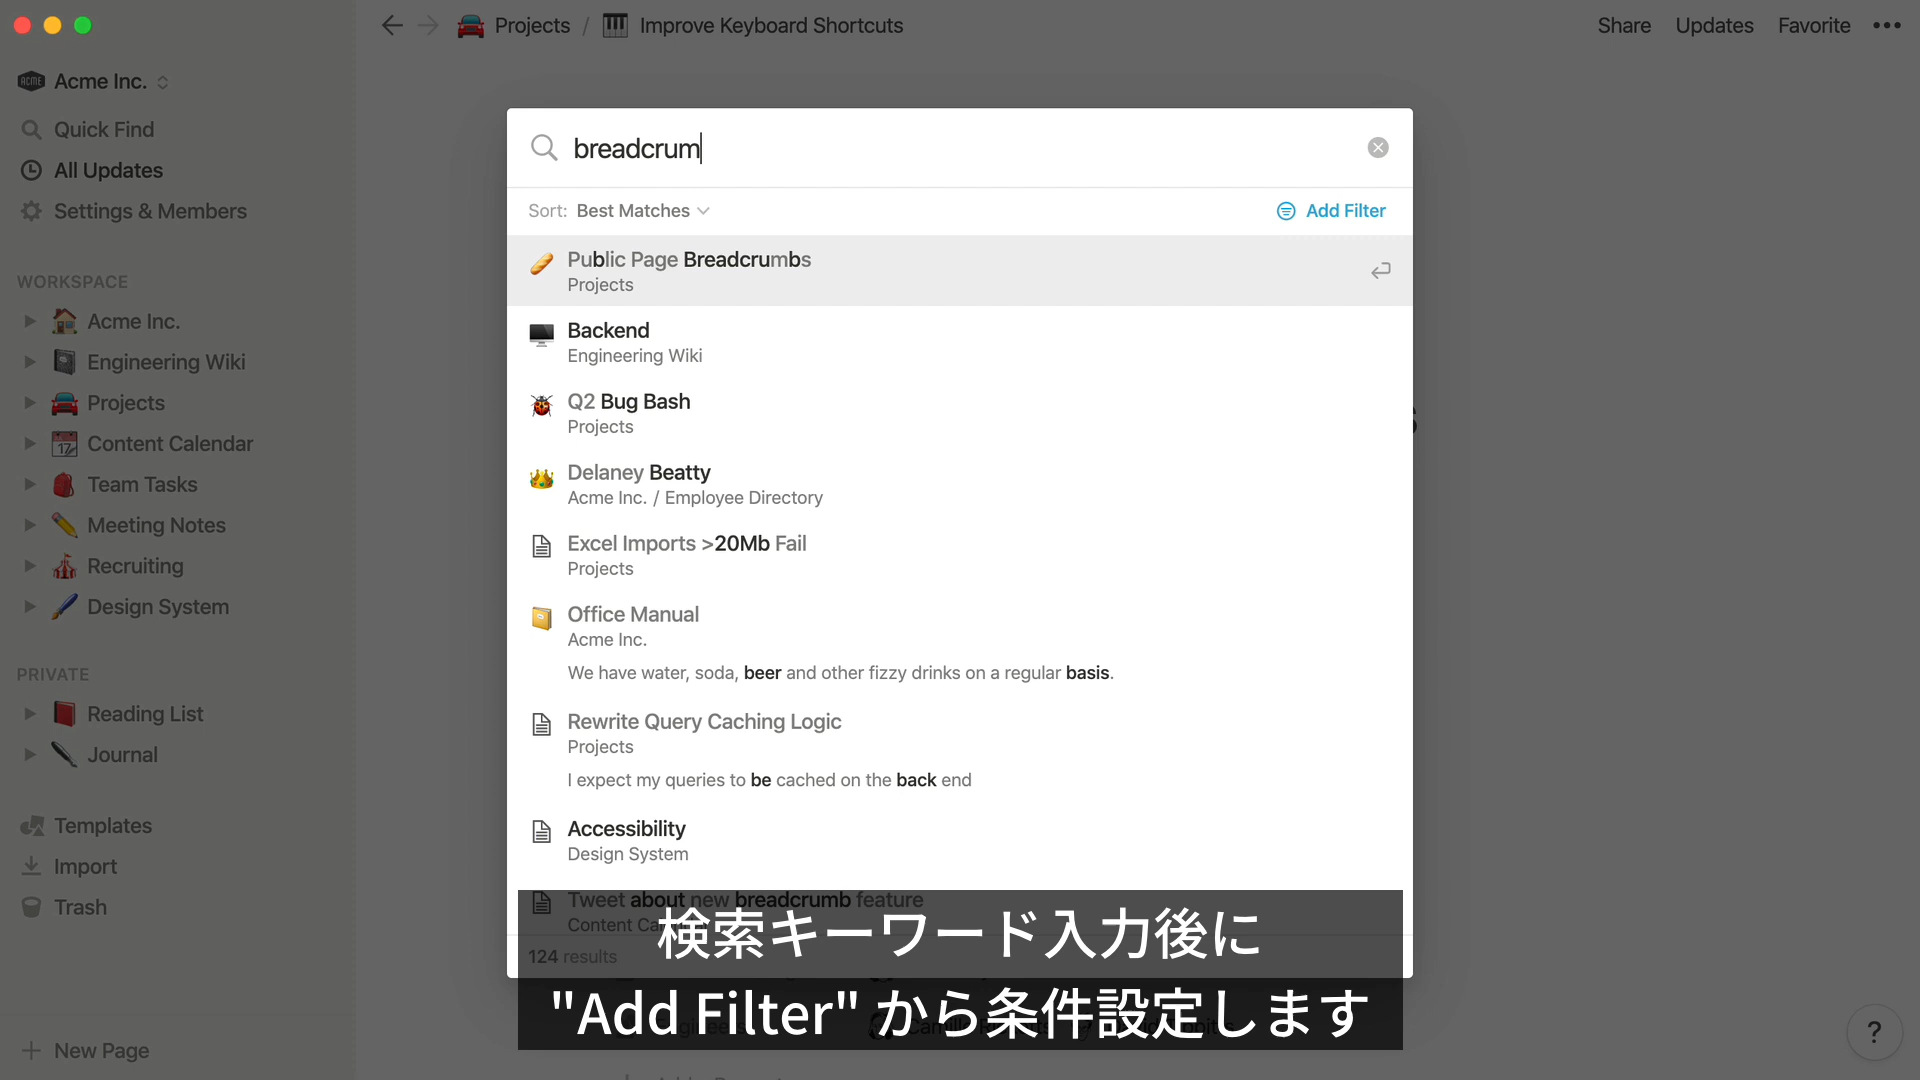 Projects / Improve Keyboard Shortcuts
Share
Updates
Favorite
ACME
Acme Inc.
Quick Find
All Updates
Settings & Members
WORKSPACE
Acme Inc.
Engineering Wiki
Projects
17
Content Calendar
Team Tasks
Meeting Notes
Recruiting
Design System
PRIVATE
Reading List
Journal
Templates
Import
Trash
New Page
breadcrum
Sort: Best Matches
Add Filter
Public Page Breadcrumbs
Projects
Backend
Engineering Wiki
Q2 Bug Bash
Projects
Delaney Beatty
Acme Inc. / Employee Directory
Excel Imports >20Mb Fail
Projects
Office Manual
Acme Inc.
We have water, soda, beer and other fizzy drinks on a regular basis.
Rewrite Query Caching Logic
Projects
I expect my queries to be cached on the back end
Accessibility
Design System
Tweet about new breadcrumb feature
124 results
検索キーワード入力後に
"Add Filter" から条件設定します
?